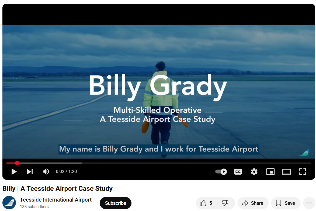 Billy Grady
Multi-Skilled Operative
A Teesside Airport Case Study
My name is Billy Grady and I work for Teesside Airport
Billy | A Teesside Airport Case Study
Teesside International Airport
Subscribe
5
Share
Save